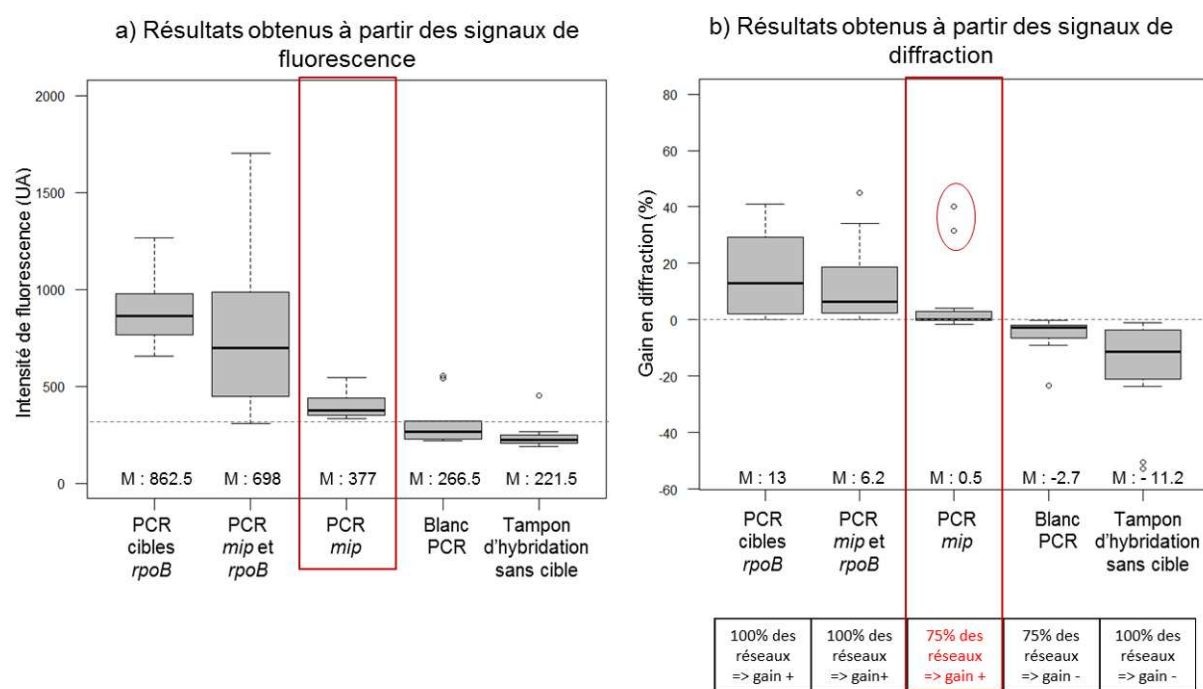 a) Résultats obtenus à partir des signaux de
fluorescence
Intensité de fluorescence (UA)
2000
1500
1000
500
0
M : 862.5
M : 698
M : 377
M : 266.5
M : 221.5
PCR
cibles
rpoB
PCR
mip et
rpoB
PCR
mip
Blanc
PCR
Tampon
d'hybridation
sans cible
b) Résultats obtenus à partir des signaux de
diffraction
Gain en diffraction (%)
80
60
40
20
0
-20
-40
-60
M : 13
M : 6.2
M : 0.5
M : -2.7
M : - 11.2
PCR
cibles
rpoB
PCR
mip et
rpoB
PCR
mip
Blanc
PCR
Tampon
d'hybridation
sans cible
100% des
réseaux
=> gain +
100% des
réseaux
=> gain+
75% des
réseaux
=> gain +
75% des
réseaux
=> gain -
100% des
réseaux
=> gain -